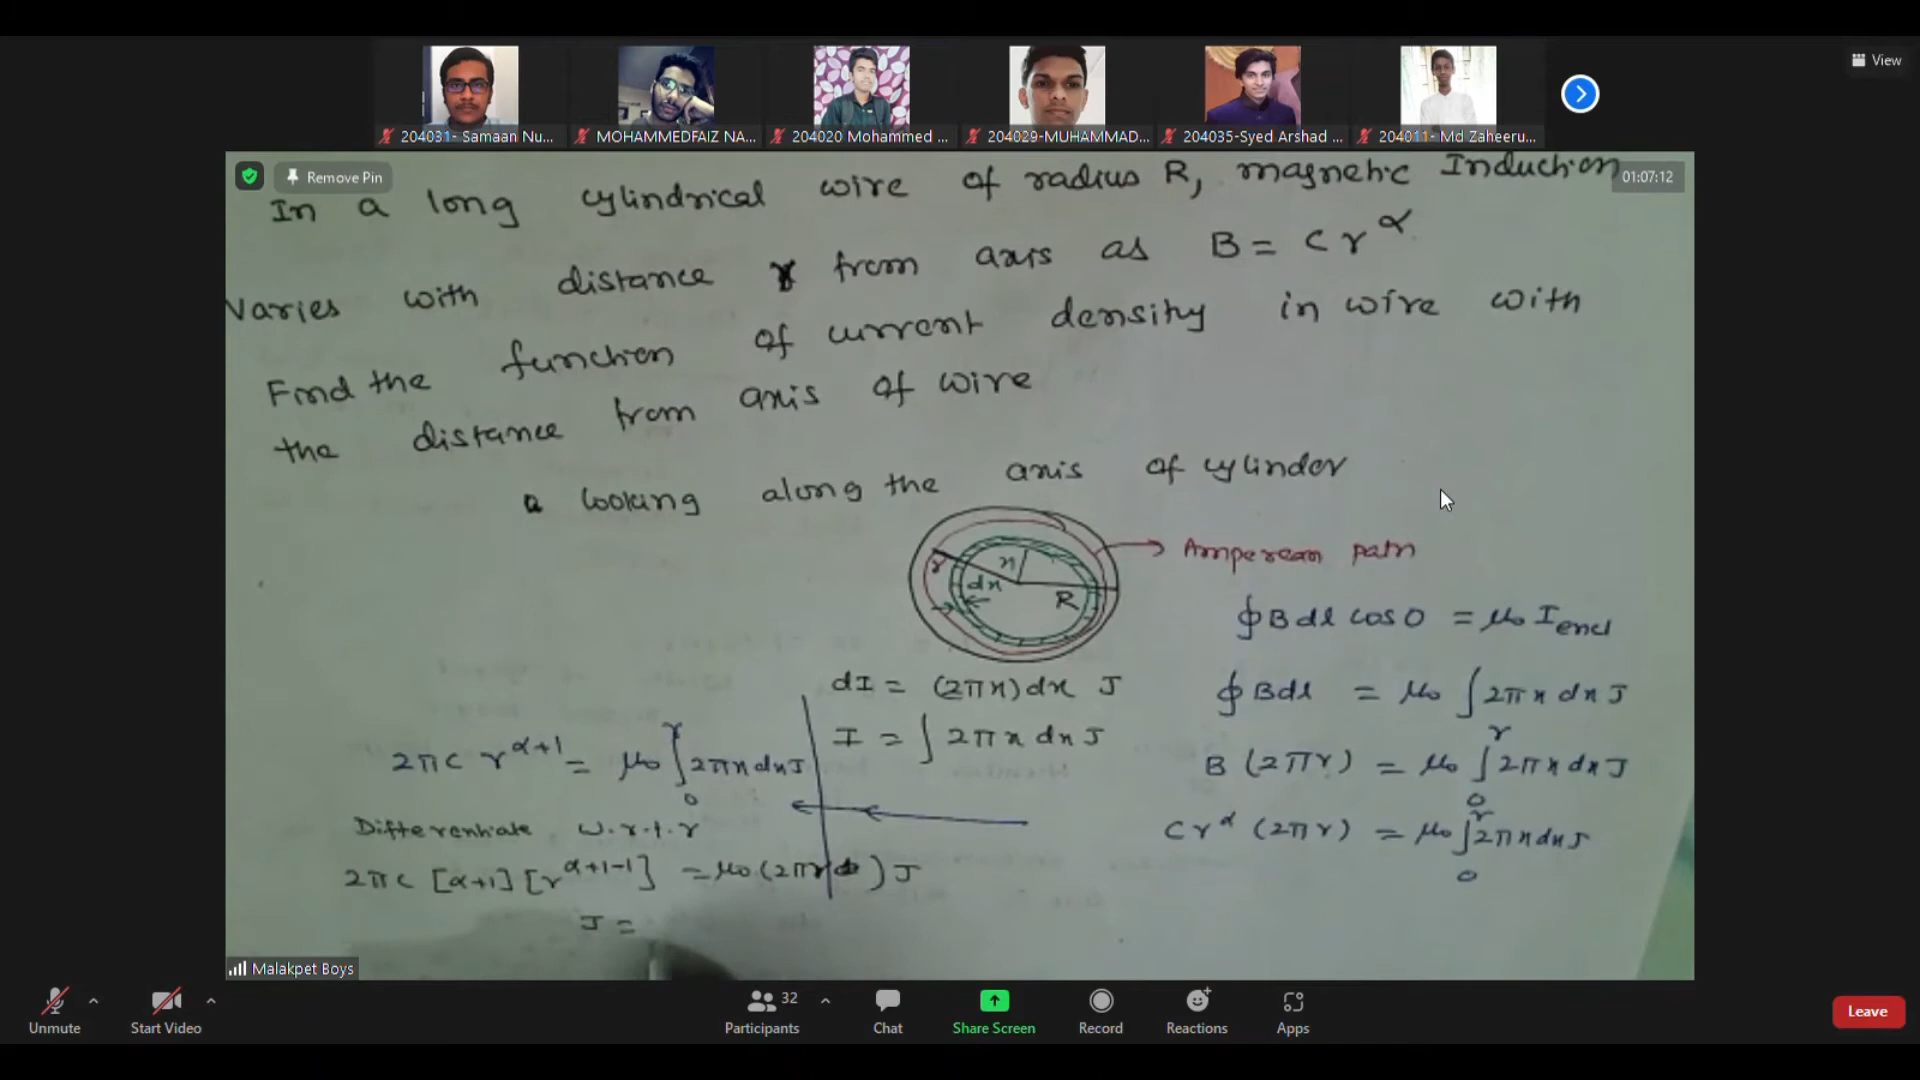 204031- Samaan Nu...
MOHAMMEDFAIZ NA...
204020 Mohammed ...
204029-MUHAMMAD...
204035-Syed Arshad ...
204011- Md Zaheeru...
View
Remove Pin
01:07:12
In a long cylindrical wire of radius R, magnetic Induction
Varies with distance r from axis as B = C r^α
Find the function of current density in wire with
the distance from axis of wire
looking along the axis of cylinder
r
x
dx
R
Amperean path
∮ B dl cos 0 = μ₀ I encl
dI = (2πx) dx J
∮ B dl = μ₀ ∫ 2πx dx J
I = ∫ 2πx dx J
2πC r^α+1 = μ₀ ∫₀^r 2πx dx J
B (2πr) = μ₀ ∫₀^r 2πx dx J
Differentiate w.r.t. r
C r^α (2πr) = μ₀ ∫₀^r 2πx dx J
2πC [α+1] [r^α+1-1] = μ₀ (2πr) J
J =
Malakpet Boys
Unmute
Start Video
32
Participants
Chat
Share Screen
Record
Reactions
Apps
Leave